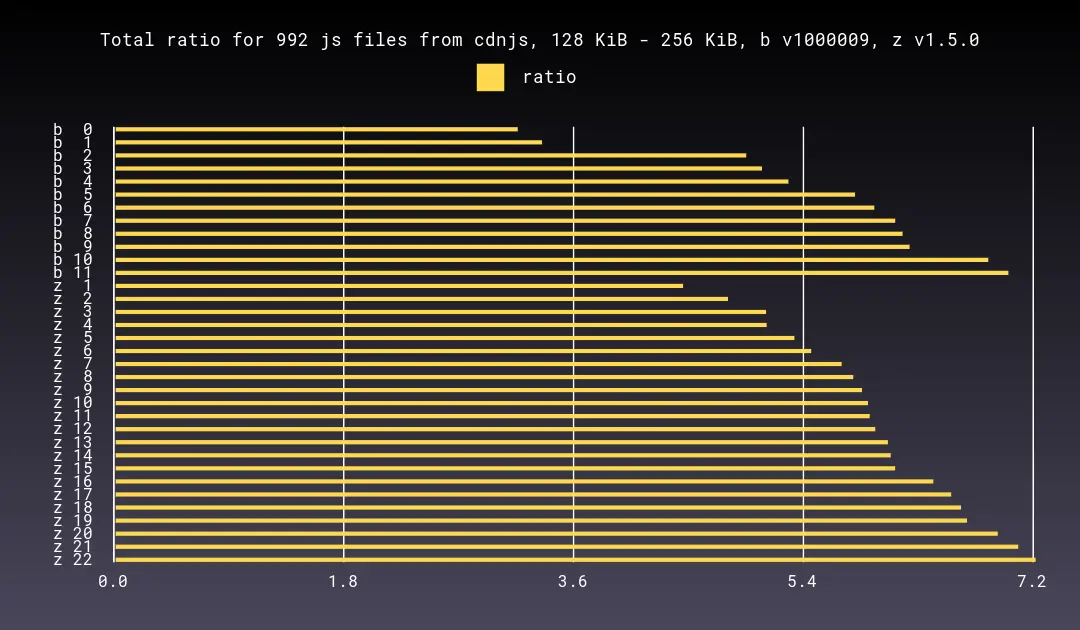 Total ratio for 992 js files from cdnjs, 128 KiB - 256 KiB, b v1000009, z v1.5.0
ratio
b 0
b 1
b 2
b 3
b 4
b 5
b 6
b 7
b 8
b 9
b 10
b 11
z 1
z 2
z 3
z 4
z 5
z 6
z 7
z 8
z 9
z 10
z 11
z 12
z 13
z 14
z 15
z 16
z 17
z 18
z 19
z 20
z 21
z 22
0.0 1.8 3.6 5.4 7.2